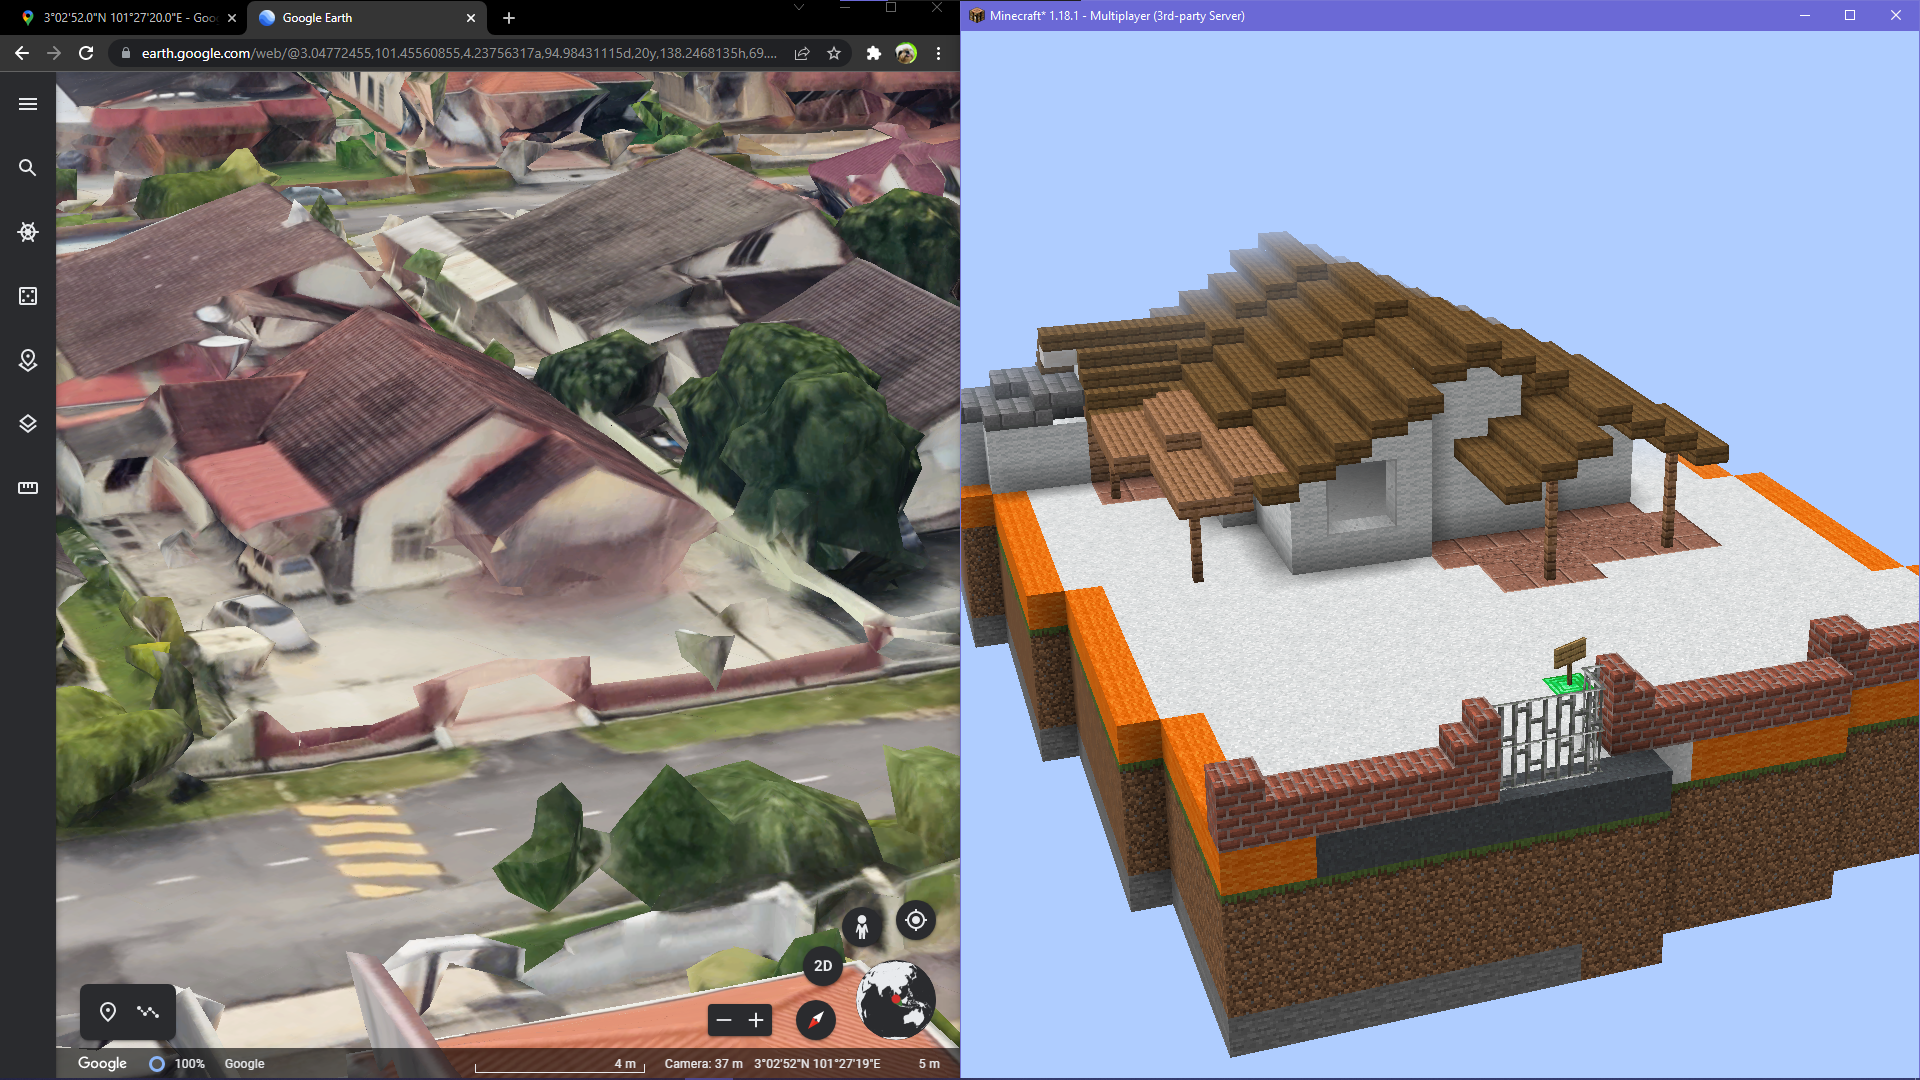 3°02'52.0"N 101°27'20.0"E - Goo
Google Earth
earth.google.com/web/@3.04772455,101.45560855,4.23756317a,94.98431115d,20y,138.2468135h,69....
Minecraft* 1.18.1 - Multiplayer (3rd-party Server)
2D
Google
100%
Google
4 m
Camera: 37 m
3°02'52"N 101°27'19"E
5 m